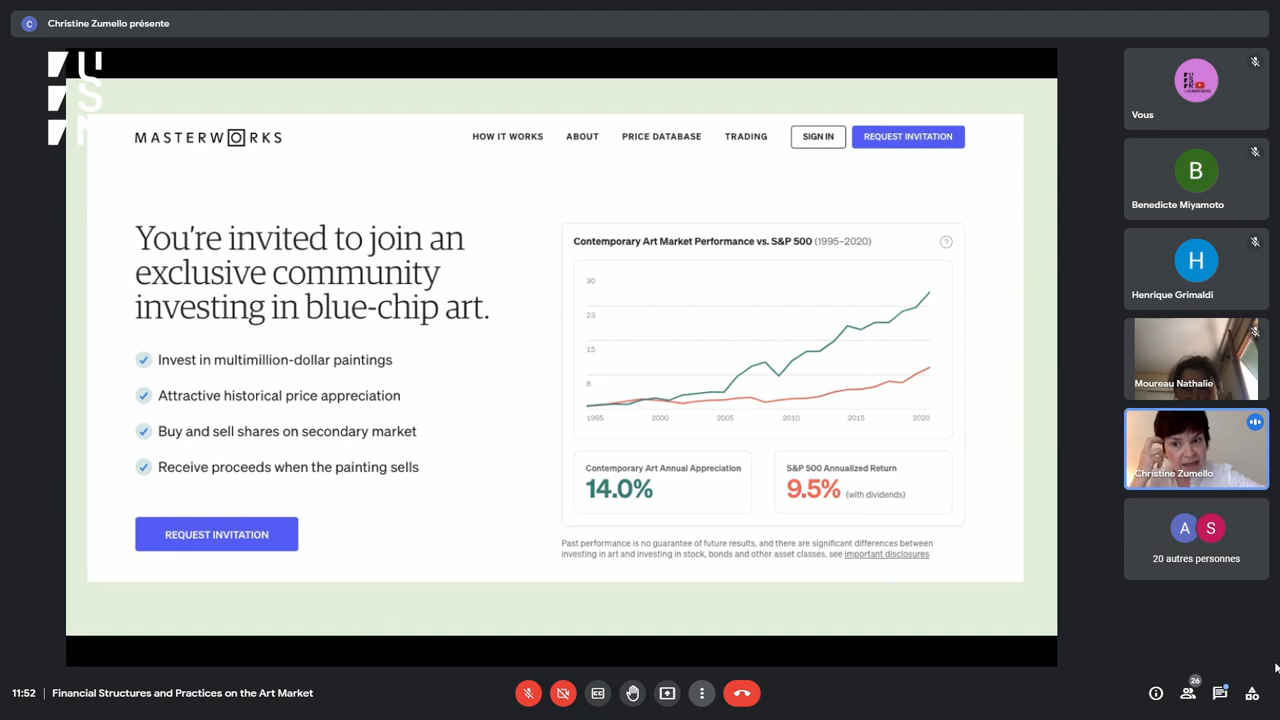 C
Christine Zumello présente
MASTERWORKS
HOW IT WORKS
ABOUT
PRICE DATABASE
TRADING
SIGN IN
REQUEST INVITATION
You're invited to join an
exclusive community
investing in blue-chip art.
Invest in multimillion-dollar paintings
Attractive historical price appreciation
Buy and sell shares on secondary market
Receive proceeds when the painting sells
REQUEST INVITATION
Contemporary Art Market Performance vs. S&P 500 (1995–2020)
?
30
23
15
8
1995
2000
2005
2010
2015
2020
Contemporary Art Annual Appreciation
14.0%
S&P 500 Annualized Return
9.5% (with dividends)
Past performance is no guarantee of future results, and there are significant differences between
investing in art and investing in stock, bonds and other asset classes, see important disclosures
Vous
B
Benedicte Miyamoto
H
Henrique Grimaldi
Moureau Nathalie
Christine Zumello
A
S
20 autres personnes
11:52 | Financial Structures and Practices on the Art Market
CC
26